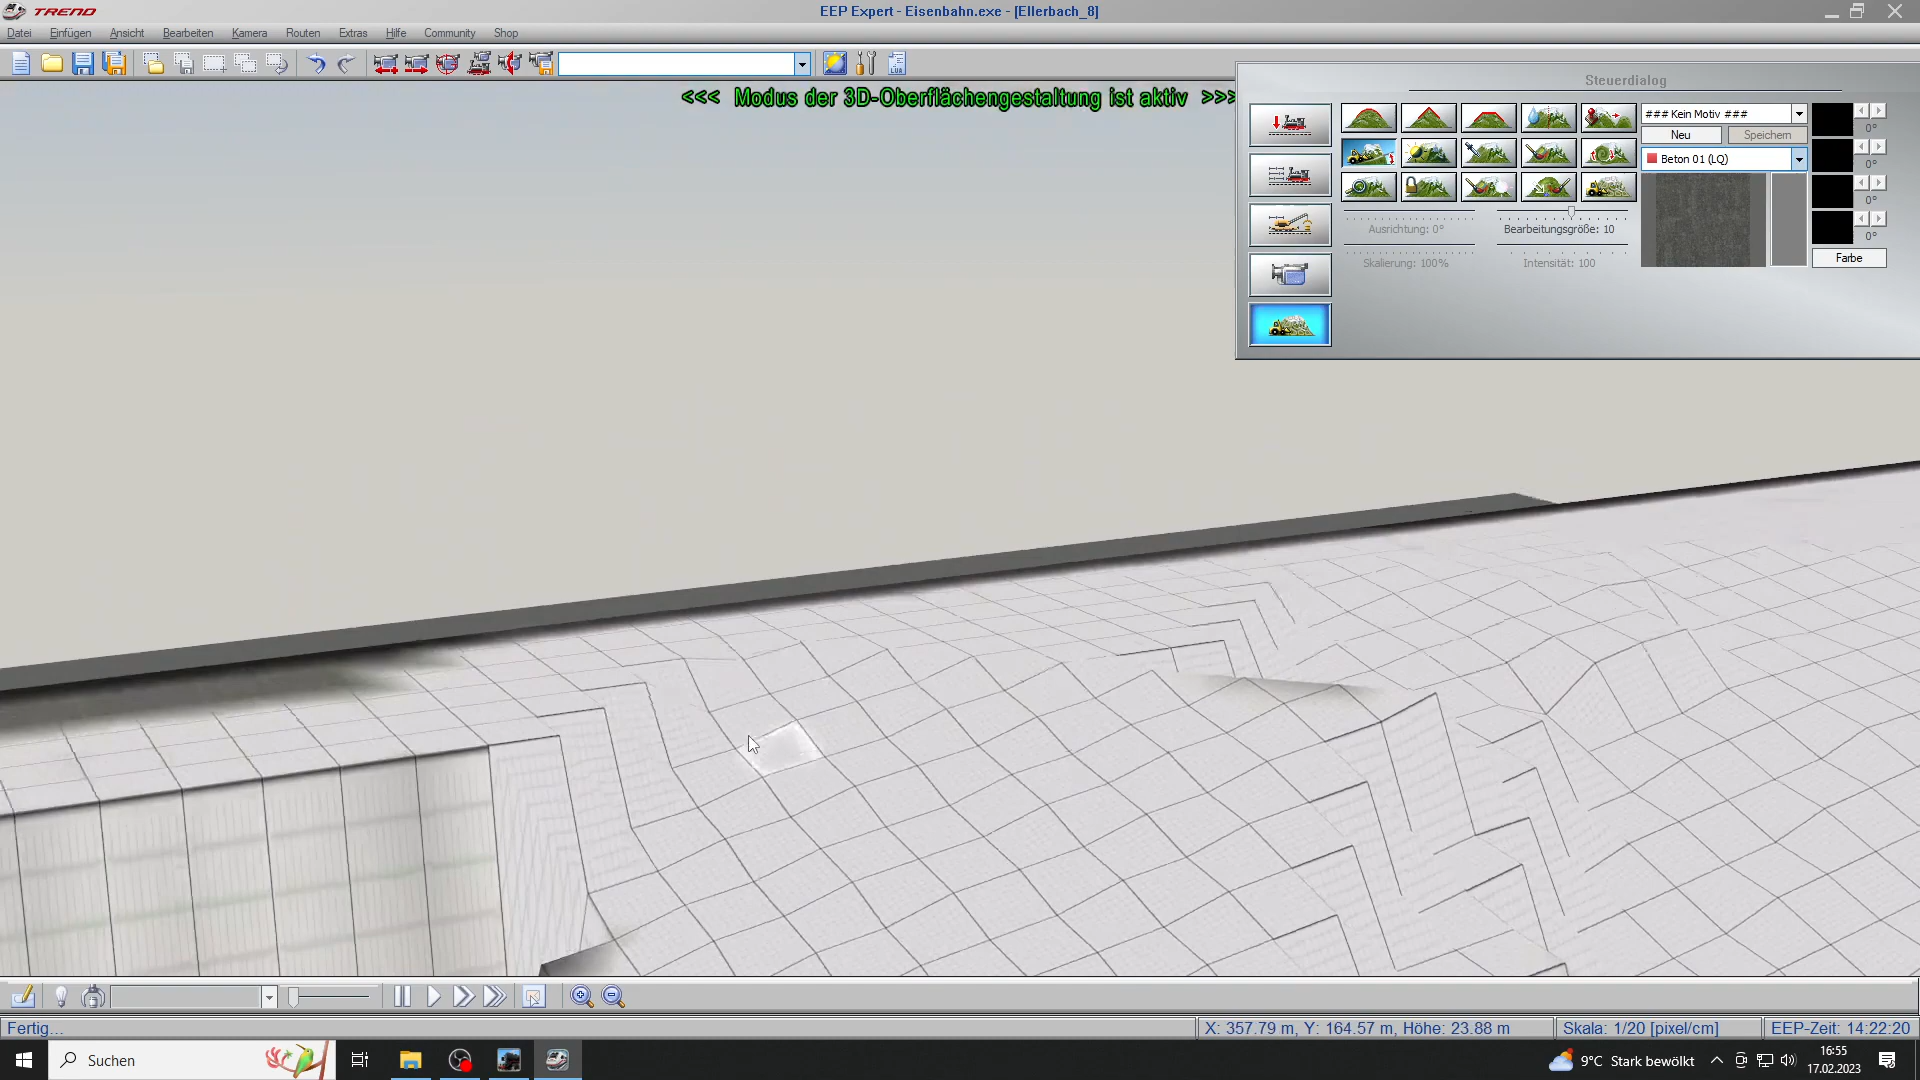 TREND
EEP Expert - Eisenbahn.exe - [Ellerbach_8]
Datei Einfügen Ansicht Bearbeiten Kamera Routen Extras Hilfe Community Shop
LUA
<<< Modus der 3D-Oberflächengestaltung ist aktiv >>>
Steuerdialog
### Kein Motiv ###
Neu Speichern
Beton 01 (LQ)
0°
0°
0°
0°
Farbe
Ausrichtung: 0° Bearbeitungsgröße: 10
Skalierung: 100% Intensität: 100
Fertig...
X: 357.79 m, Y: 164.57 m, Höhe: 23.88 m
Skala: 1/20 [pixel/cm]
EEP-Zeit: 14:22:20
Suchen
9°C Stark bewölkt
16:55
17.02.2023